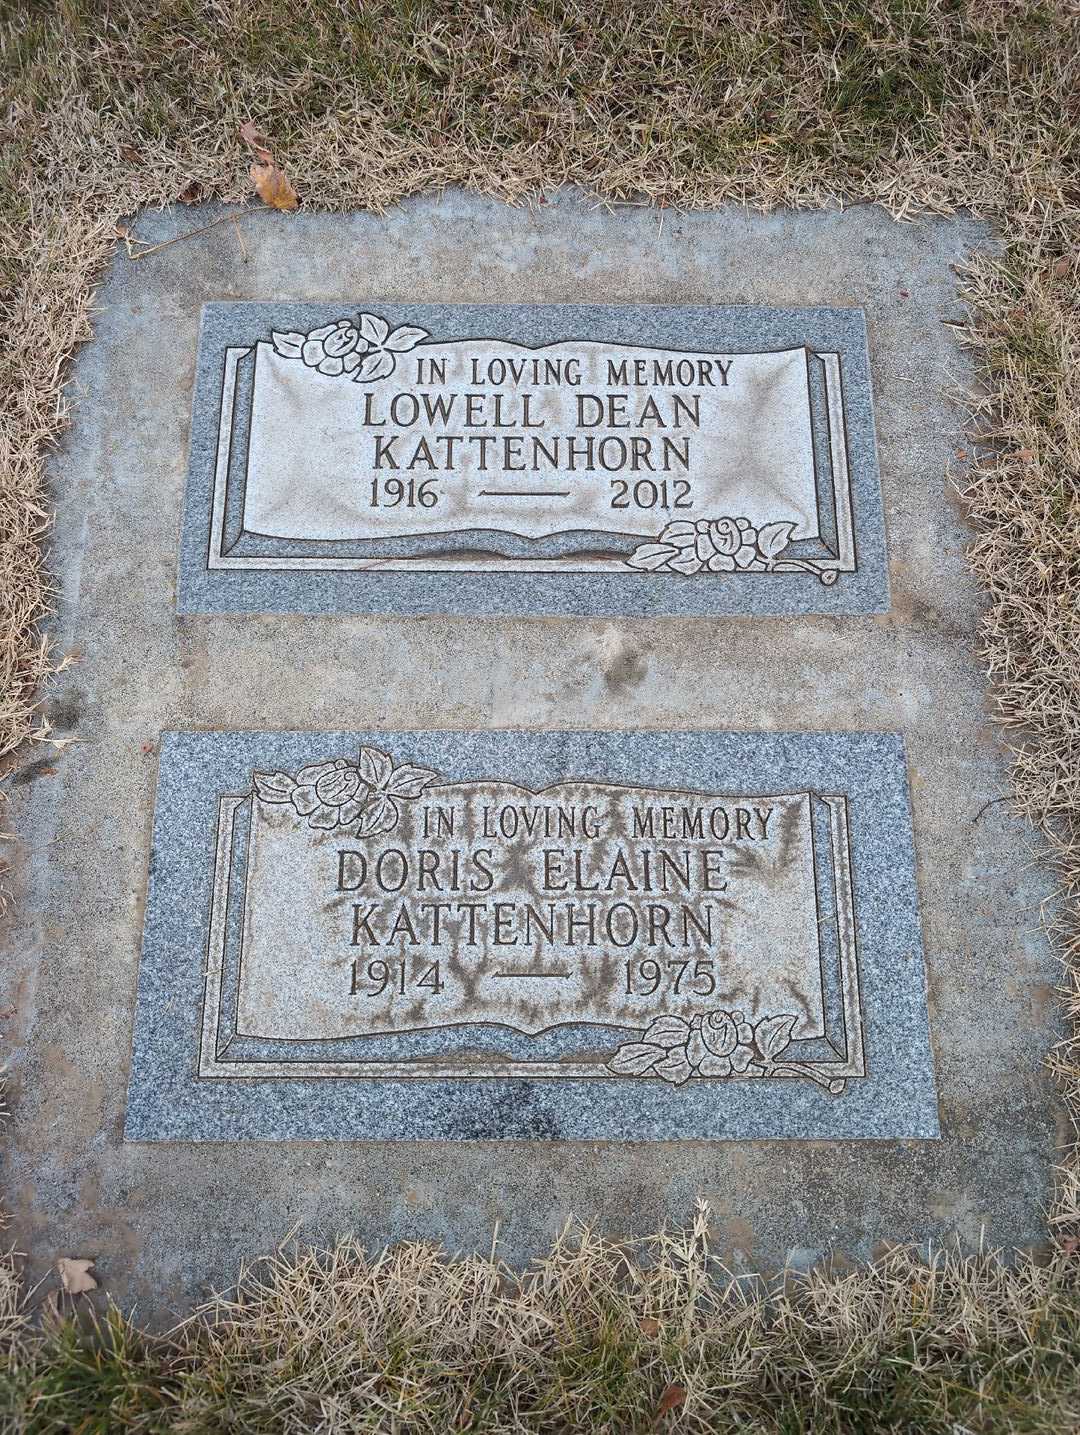 IN LOVING MEMORY
LOWELL DEAN
KATTENHORN
1916 — 2012
IN LOVING MEMORY
DORIS ELAINE
KATTENHORN
1914 — 1975